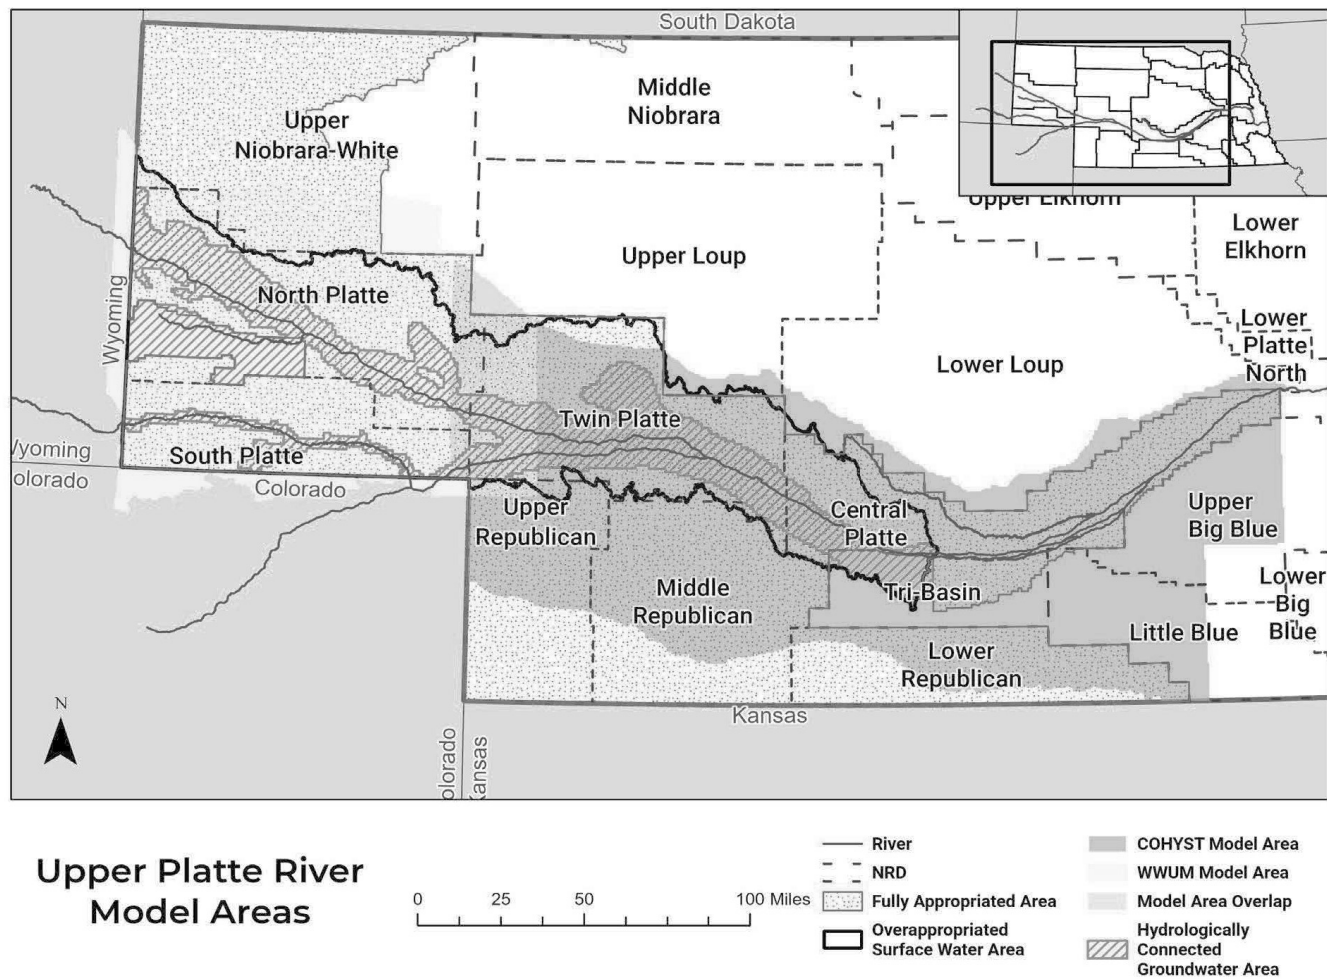 South Dakota
Middle
Niobrara
Upper
Niobrara-White
Upper Elkhorn
Lower
Elkhorn
Upper Loup
North Platte
Wyoming
Lower
Platte
North
Lower Loup
Twin Platte
South Platte
Wyoming
olorado
Colorado
Upper
Republican
Central
Platte
Upper
Big Blue
Middle
Republican
Tri-Basin
Lower
Big
Blue
Little Blue
Lower
Republican
Kansas
N
olorado
Kansas
Upper Platte River
Model Areas
0 25 50 100 Miles
River
NRD
Fully Appropriated Area
Overappropriated
Surface Water Area
COHYST Model Area
WWUM Model Area
Model Area Overlap
Hydrologically
Connected
Groundwater Area